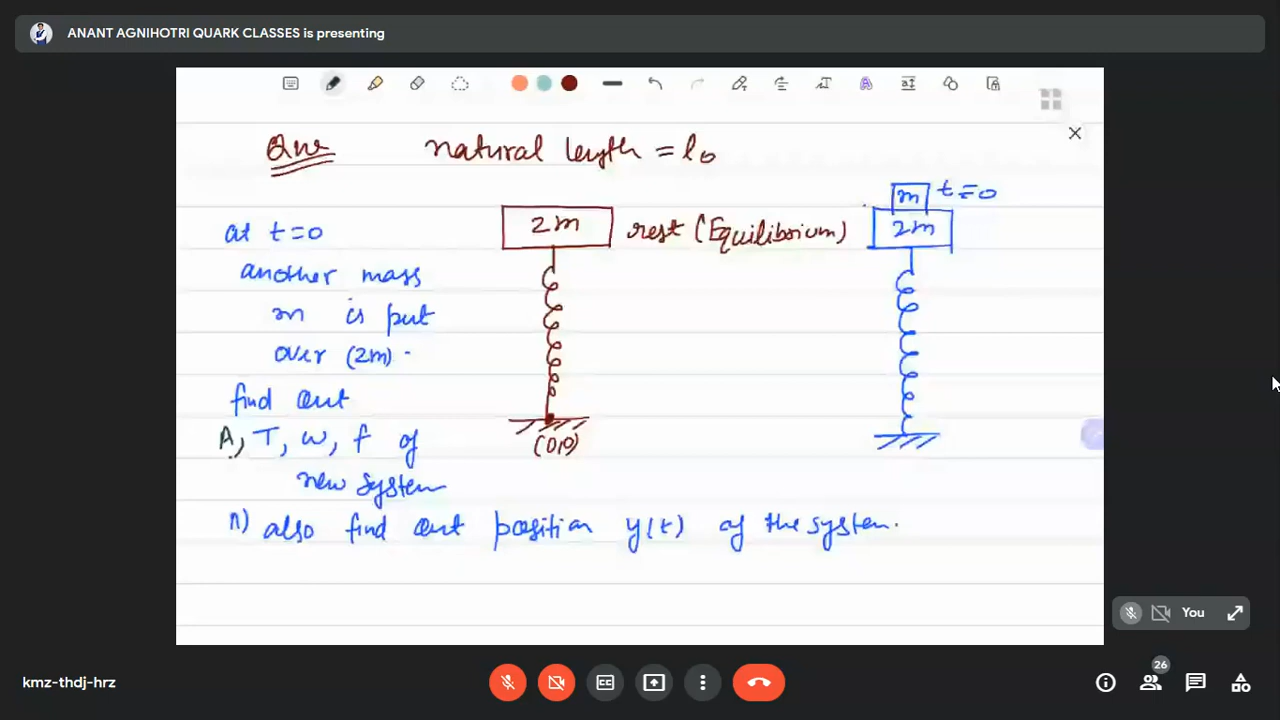 ANANT AGNIHOTRI QUARK CLASSES is presenting
Que natural length = l₀
m t=0
2m rest (Equilibrium) 2m
at t=0
another mass
m is put
over (2m)
find out
A, T, w, f of
(0,0)
new system
n) also find out position y(t) of the system.
You
kmz-thdj-hrz
26